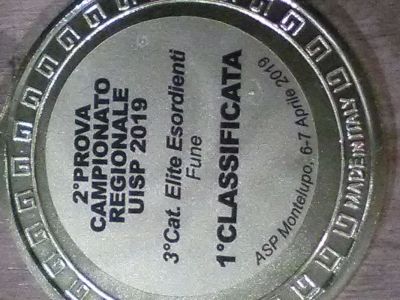 2°PROVA
CAMPIONATO
REGIONALE
UISP 2019
3°Cat. Elite Esordienti
Fune
1°CLASSIFICATA
ASP Montelupo, 6-7 Aprile 2019
MADE IN ITALY